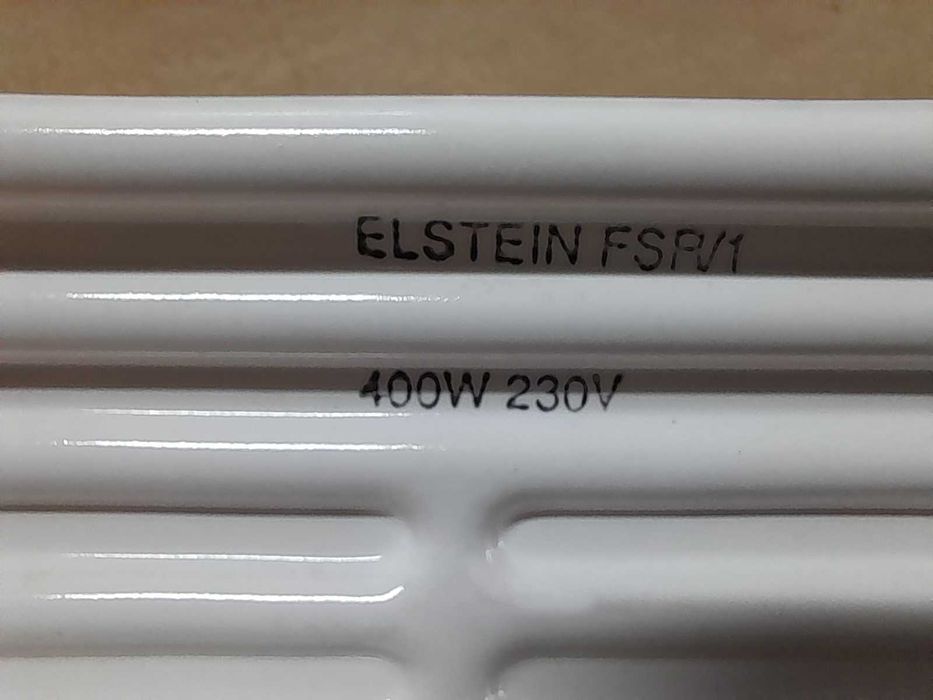 ELSTEIN FSR/1
400W 230V